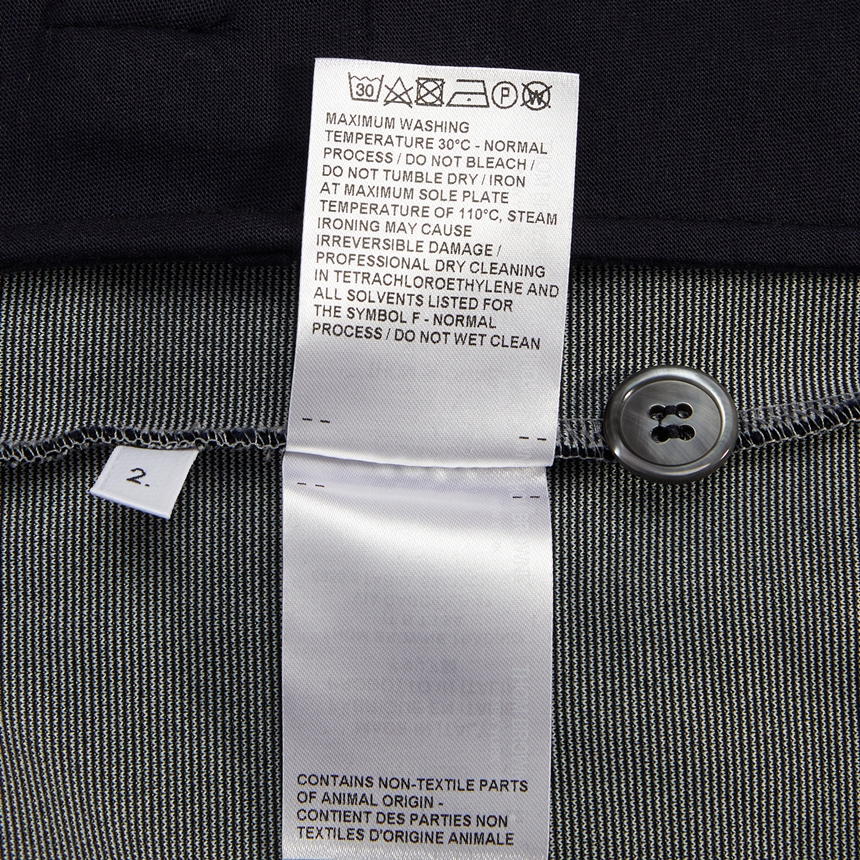 30 P W
MAXIMUM WASHING
TEMPERATURE 30°C - NORMAL
PROCESS / DO NOT BLEACH /
DO NOT TUMBLE DRY / IRON
AT MAXIMUM SOLE PLATE
TEMPERATURE OF 110°C, STEAM
IRONING MAY CAUSE
IRREVERSIBLE DAMAGE /
PROFESSIONAL DRY CLEANING
IN TETRACHLOROETHYLENE AND
ALL SOLVENTS LISTED FOR
THE SYMBOL F - NORMAL
PROCESS / DO NOT WET CLEAN
2.
CONTAINS NON-TEXTILE PARTS
OF ANIMAL ORIGIN -
CONTIENT DES PARTIES NON
TEXTILES D'ORIGINE ANIMALE